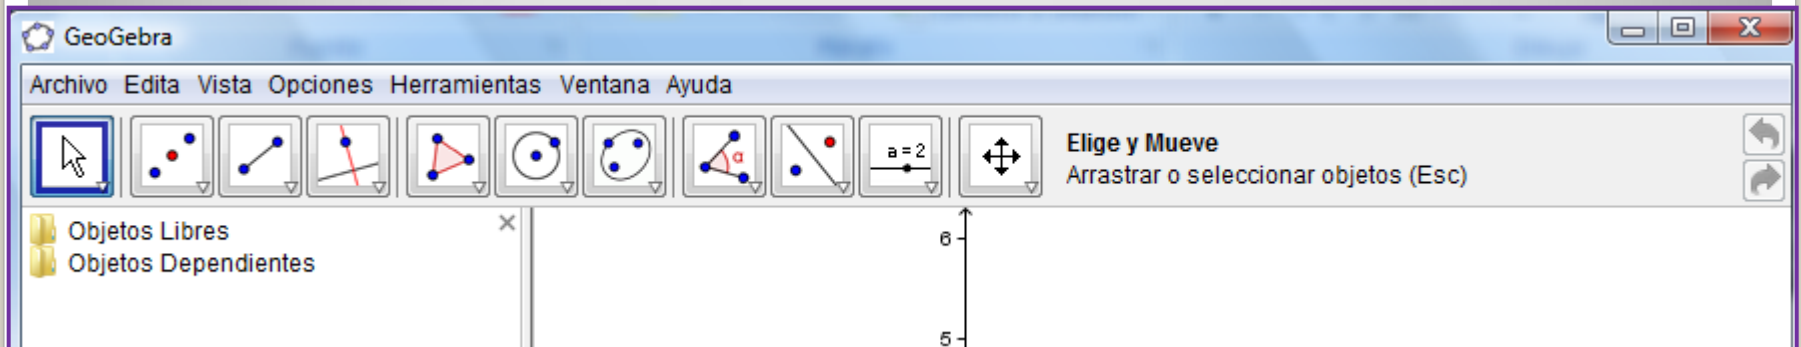 GeoGebra
Archivo Edita Vista Opciones Herramientas Ventana Ayuda
α
a = 2
Elige y Mueve
Arrastrar o seleccionar objetos (Esc)
Objetos Libres
Objetos Dependientes
6
5